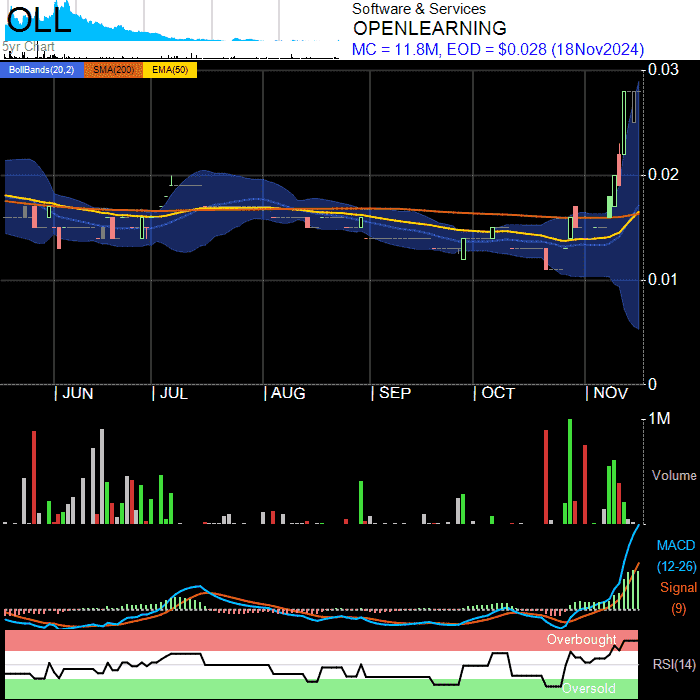 OLL
Software & Services
OPENLEARNING
5yr Chart
MC = 11.8M, EOD = $0.028 (18Nov2024)
BollBands(20,2) SMA(200) EMA(50)
0.03
0.02
0.01
0
| JUN | JUL | AUG | SEP | OCT | NOV
1M
Volume
MACD
(12-26)
Signal
(9)
Overbought
RSI(14)
Oversold